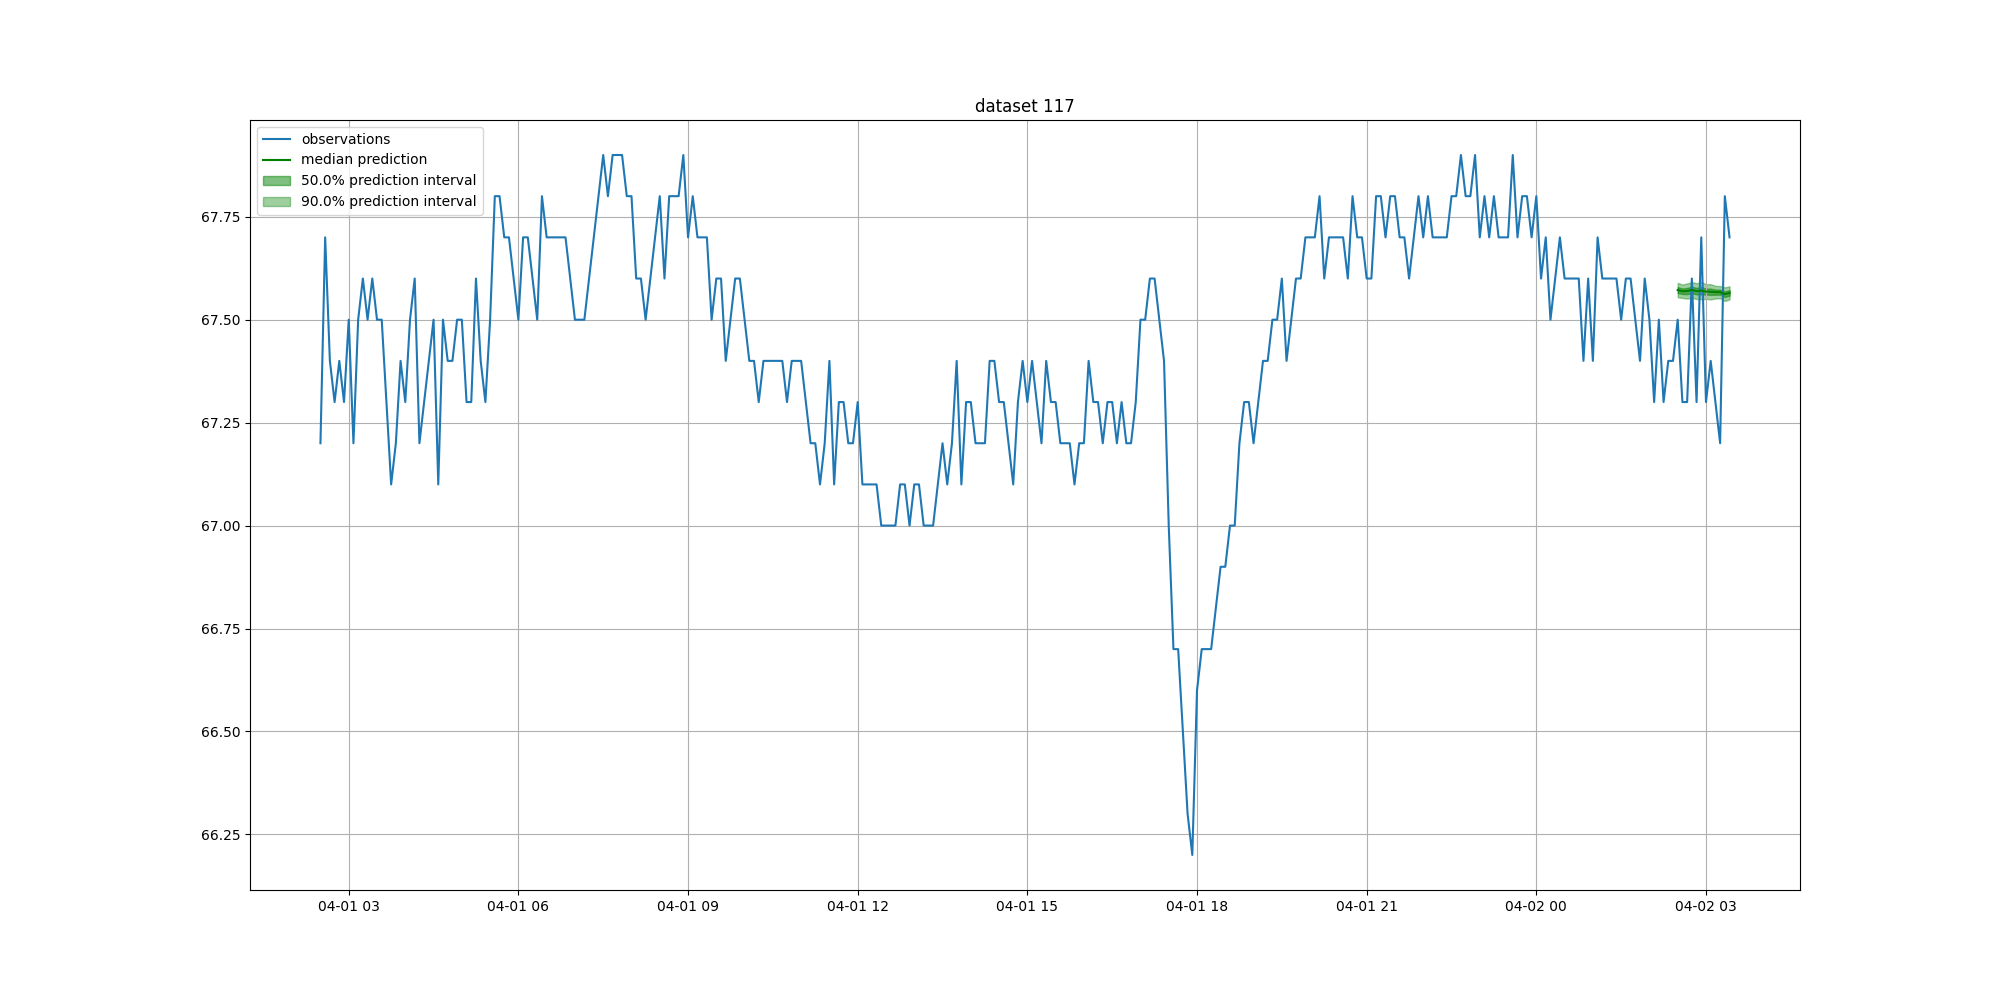 dataset 117
observations
median prediction
50.0% prediction interval
90.0% prediction interval
67.75
67.50
67.25
67.00
66.75
66.50
66.25
04-01 03 04-01 06 04-01 09 04-01 12 04-01 15 04-01 18 04-01 21 04-02 00 04-02 03